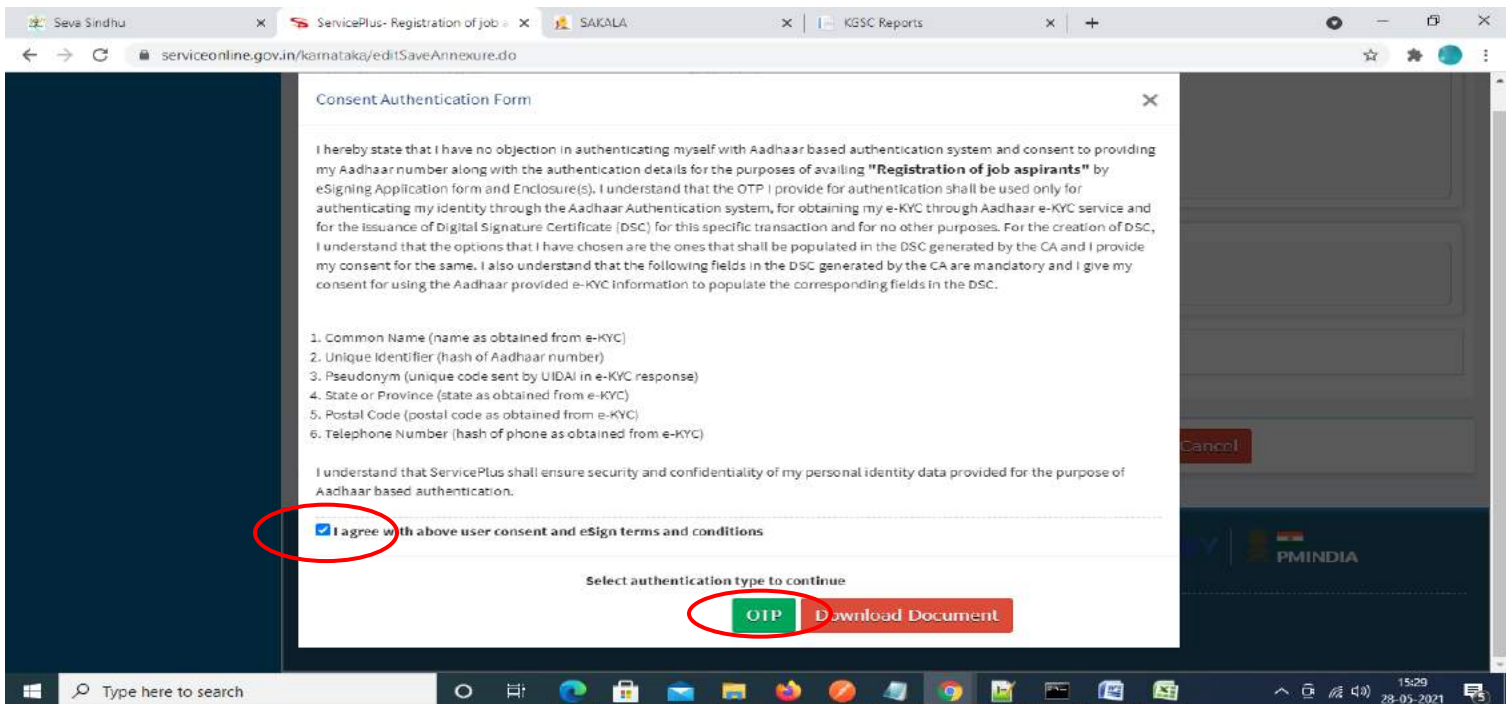 Seva Sindhu
ServicePlus- Registration of job a
SAKALA
KGSC Reports
serviceonline.gov.in/karnataka/editSaveAnnexure.do
Consent Authentication Form
I hereby state that I have no objection in authenticating myself with Aadhaar based authentication system and consent to providing
my Aadhaar number along with the authentication details for the purposes of availing "Registration of job aspirants" by
eSigning Application form and Enclosure(s). I understand that the OTP I provide for authentication shall be used only for
authenticating my identity through the Aadhaar Authentication system, for obtaining my e-KYC through Aadhaar e-KYC service and
for the issuance of Digital Signature Certificate (DSC) for this specific transaction and for no other purposes. For the creation of DSC,
I understand that the options that I have chosen are the ones that shall be populated in the DSC generated by the CA and I provide
my consent for the same. I also understand that the following fields in the DSC generated by the CA are mandatory and I give my
consent for using the Aadhaar provided e-KYC information to populate the corresponding fields in the DSC.
1. Common Name (name as obtained from e-KYC)
2. Unique Identifier (hash of Aadhaar number)
3. Pseudonym (unique code sent by UIDAI in e-KYC response)
4. State or Province (state as obtained from e-KYC)
5. Postal Code (postal code as obtained from e-KYC)
6. Telephone Number (hash of phone as obtained from e-KYC)
Cancel
I understand that ServicePlus shall ensure security and confidentiality of my personal identity data provided for the purpose of
Aadhaar based authentication.
I agree with above user consent and eSign terms and conditions
PMINDIA
Select authentication type to continue
OTP
Download Document
Type here to search
15:29
28-05-2021